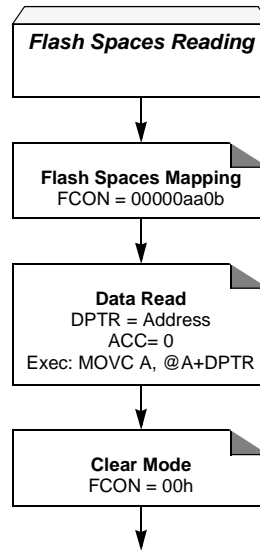 Flash Spaces Reading
Flash Spaces Mapping
FCON = 00000aa0b
Data Read
DPTR = Address
ACC= 0
Exec: MOVC A, @A+DPTR
Clear Mode
FCON = 00h